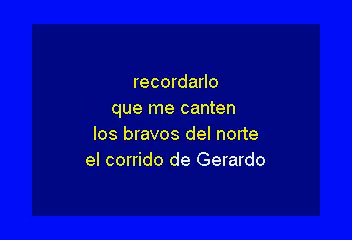 recordarlo
que me canten
los bravos del norte
el corrido de Gerardo